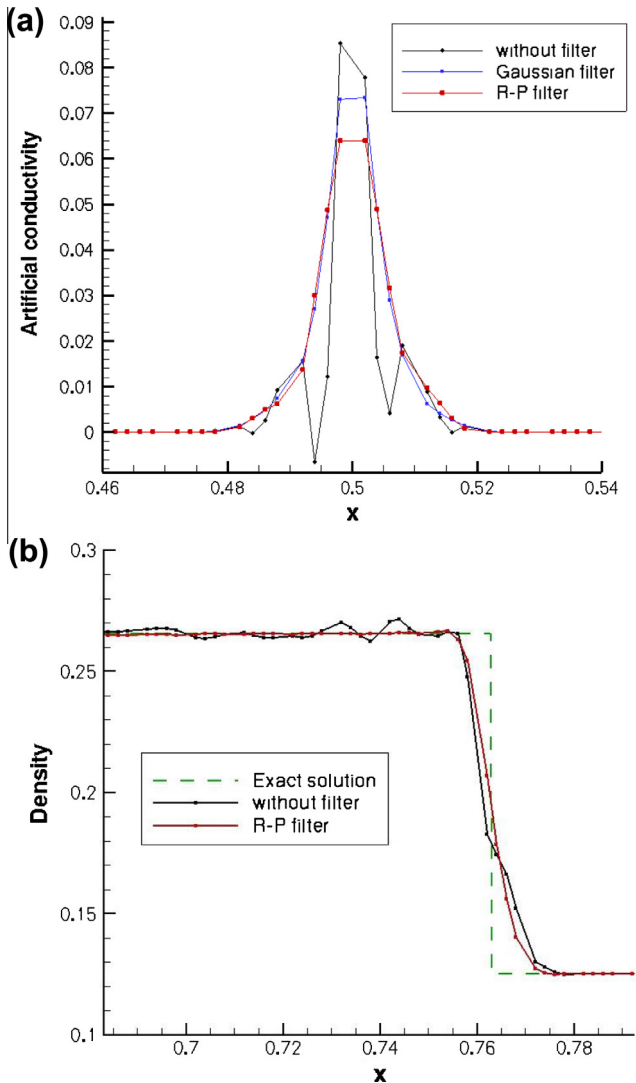 (a)
0.09
0.08
0.07
0.06
0.05
0.04
0.03
0.02
0.01
0
Artificial conductivity
without filter
Gaussian filter
R-P filter
0.46
0.48
0.5
0.52
0.54
x
(b)
0.3
0.25
0.2
0.15
0.1
Density
Exact solution
without filter
R-P filter
0.7
0.72
0.74
0.76
0.78
x